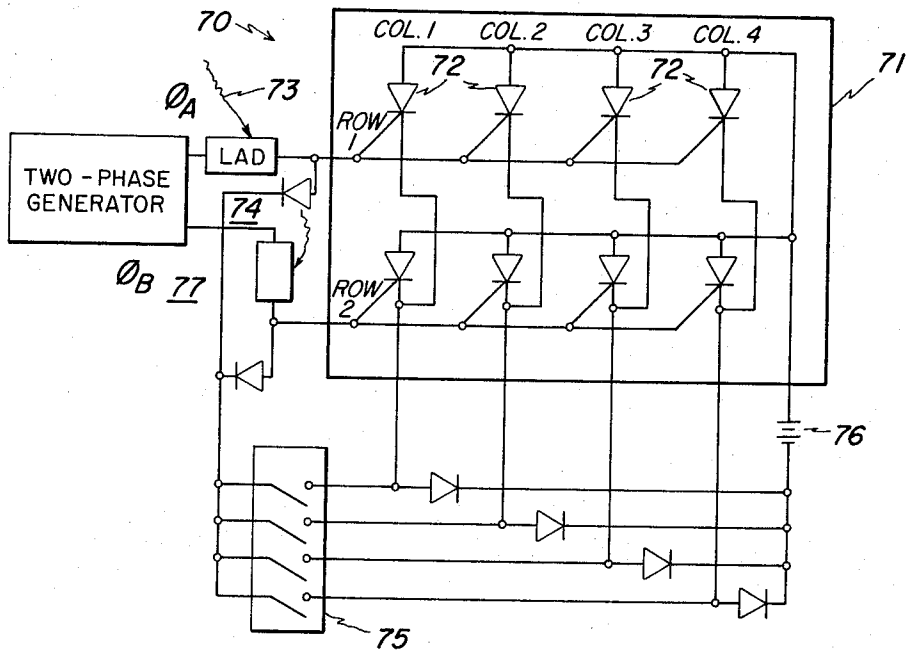 70
COL. 1 COL. 2 COL. 3 COL. 4
72 72
71
73
ØA
LAD
ROW 1
TWO-PHASE GENERATOR
74
ØB 77
ROW 2
76
75